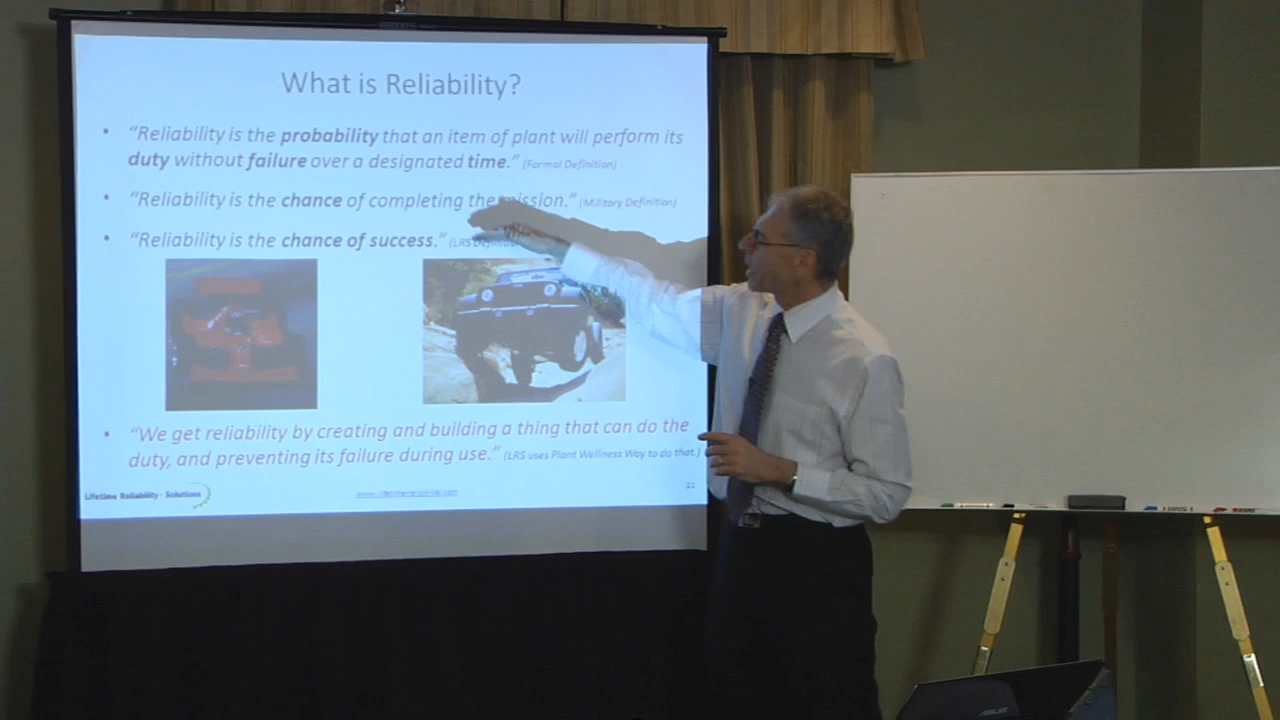 What is Reliability?
• "Reliability is the probability that an item of plant will perform its
duty without failure over a designated time." (Formal Definition)
• "Reliability is the chance of completing the mission." (Military Definition)
• "Reliability is the chance of success." (LRS
• "We get reliability by creating and building a thing that can do the
duty, and preventing its failure during use." (LRS uses Plant Wellness Way to do that.)
Lifetime Reliability Solutions
21
ASUS